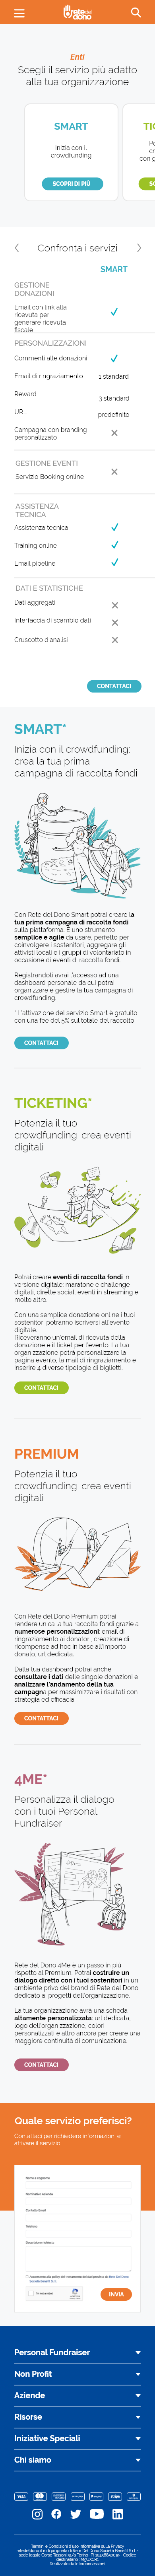 rete del dono
Enti
Scegli il servizio più adatto
alla tua organizzazione
SMART
Inizia con il
crowdfunding
SCOPRI DI PIÙ
Confronta i servizi
SMART
GESTIONE
DONAZIONI
Email con link alla
ricevuta per
generare ricevuta
fiscale
PERSONALIZZAZIONI
Commenti alle donazioni
Email di ringraziamento
1 standard
Reward
3 standard
URL
predefinito
Campagna con branding
personalizzato
GESTIONE EVENTI
Servizio Booking online
ASSISTENZA
TECNICA
Assistenza tecnica
Training online
Email pipeline
DATI E STATISTICHE
Dati aggregati
Interfaccia di scambio dati
Cruscotto d'analisi
CONTATTACI
SMART*
Inizia con il crowdfunding:
crea la tua prima
campagna di raccolta fondi
Con Rete del Dono Smart potrai creare la
tua prima campagna di raccolta fondi
sulla piattaforma. È uno strumento
semplice e agile da usare, perfetto per
coinvolgere i sostenitori, aggregare gli
attivisti locali e i gruppi di volontariato in
occasione di eventi di raccolta fondi.
Registrandoti avrai l'accesso ad una
dashboard personale da cui potrai
organizzare e gestire la tua campagna di
crowdfunding.
* L'attivazione del servizio Smart è gratuito
con una fee del 5% sul totale del raccolto
CONTATTACI
TICKETING*
Potenzia il tuo
crowdfunding: crea eventi
digitali
Potrai creare eventi di raccolta fondi in
versione digitale: maratone o challenge
digitali, dirette social, eventi in streaming e
molto altro.
Con una semplice donazione online i tuoi
sostenitori potranno iscriversi all'evento
digitale.
Riceveranno un'email di ricevuta della
donazione e il ticket per l'evento. La tua
organizzazione potrà personalizzare la
pagina evento, la mail di ringraziamento e
inserire a diverse tipologie di biglietti.
CONTATTACI
PREMIUM
Potenzia il tuo
crowdfunding: crea eventi
digitali
Con Rete del Dono Premium potrai
rendere unica la tua raccolta fondi grazie a
numerose personalizzazioni: email di
ringraziamento ai donatori, creazione di
ricompense ad hoc in base all'importo
donato, url dedicata.
Dalla tua dashboard potrai anche
consultare i dati delle singole donazioni e
analizzare l'andamento della tua
campagna per massimizzare i risultati con
strategia ed efficacia.
CONTATTACI
4ME*
Personalizza il dialogo
con i tuoi Personal
Fundraiser
Rete del Dono 4Me è un passo in più
rispetto al Premium. Potrai costruire un
dialogo diretto con i tuoi sostenitori in un
ambiente privo del brand di Rete del Dono
dedicato ai progetti dell'organizzazione.
La tua organizzazione avrà una scheda
altamente personalizzata: url dedicata,
logo dell'organizzazione, colori
personalizzati e altro ancora per creare una
maggiore continuità di comunicazione.
CONTATTACI
Quale servizio preferisci?
Contattaci per richiedere informazioni e
attivare il servizio
Nome e cognome
Nominativo Azienda
Contatto Email
Telefono
Descrizione richiesta
INVIA
Personal Fundraiser
Non Profit
Aziende
Risorse
Iniziative Speciali
Chi siamo
VISA